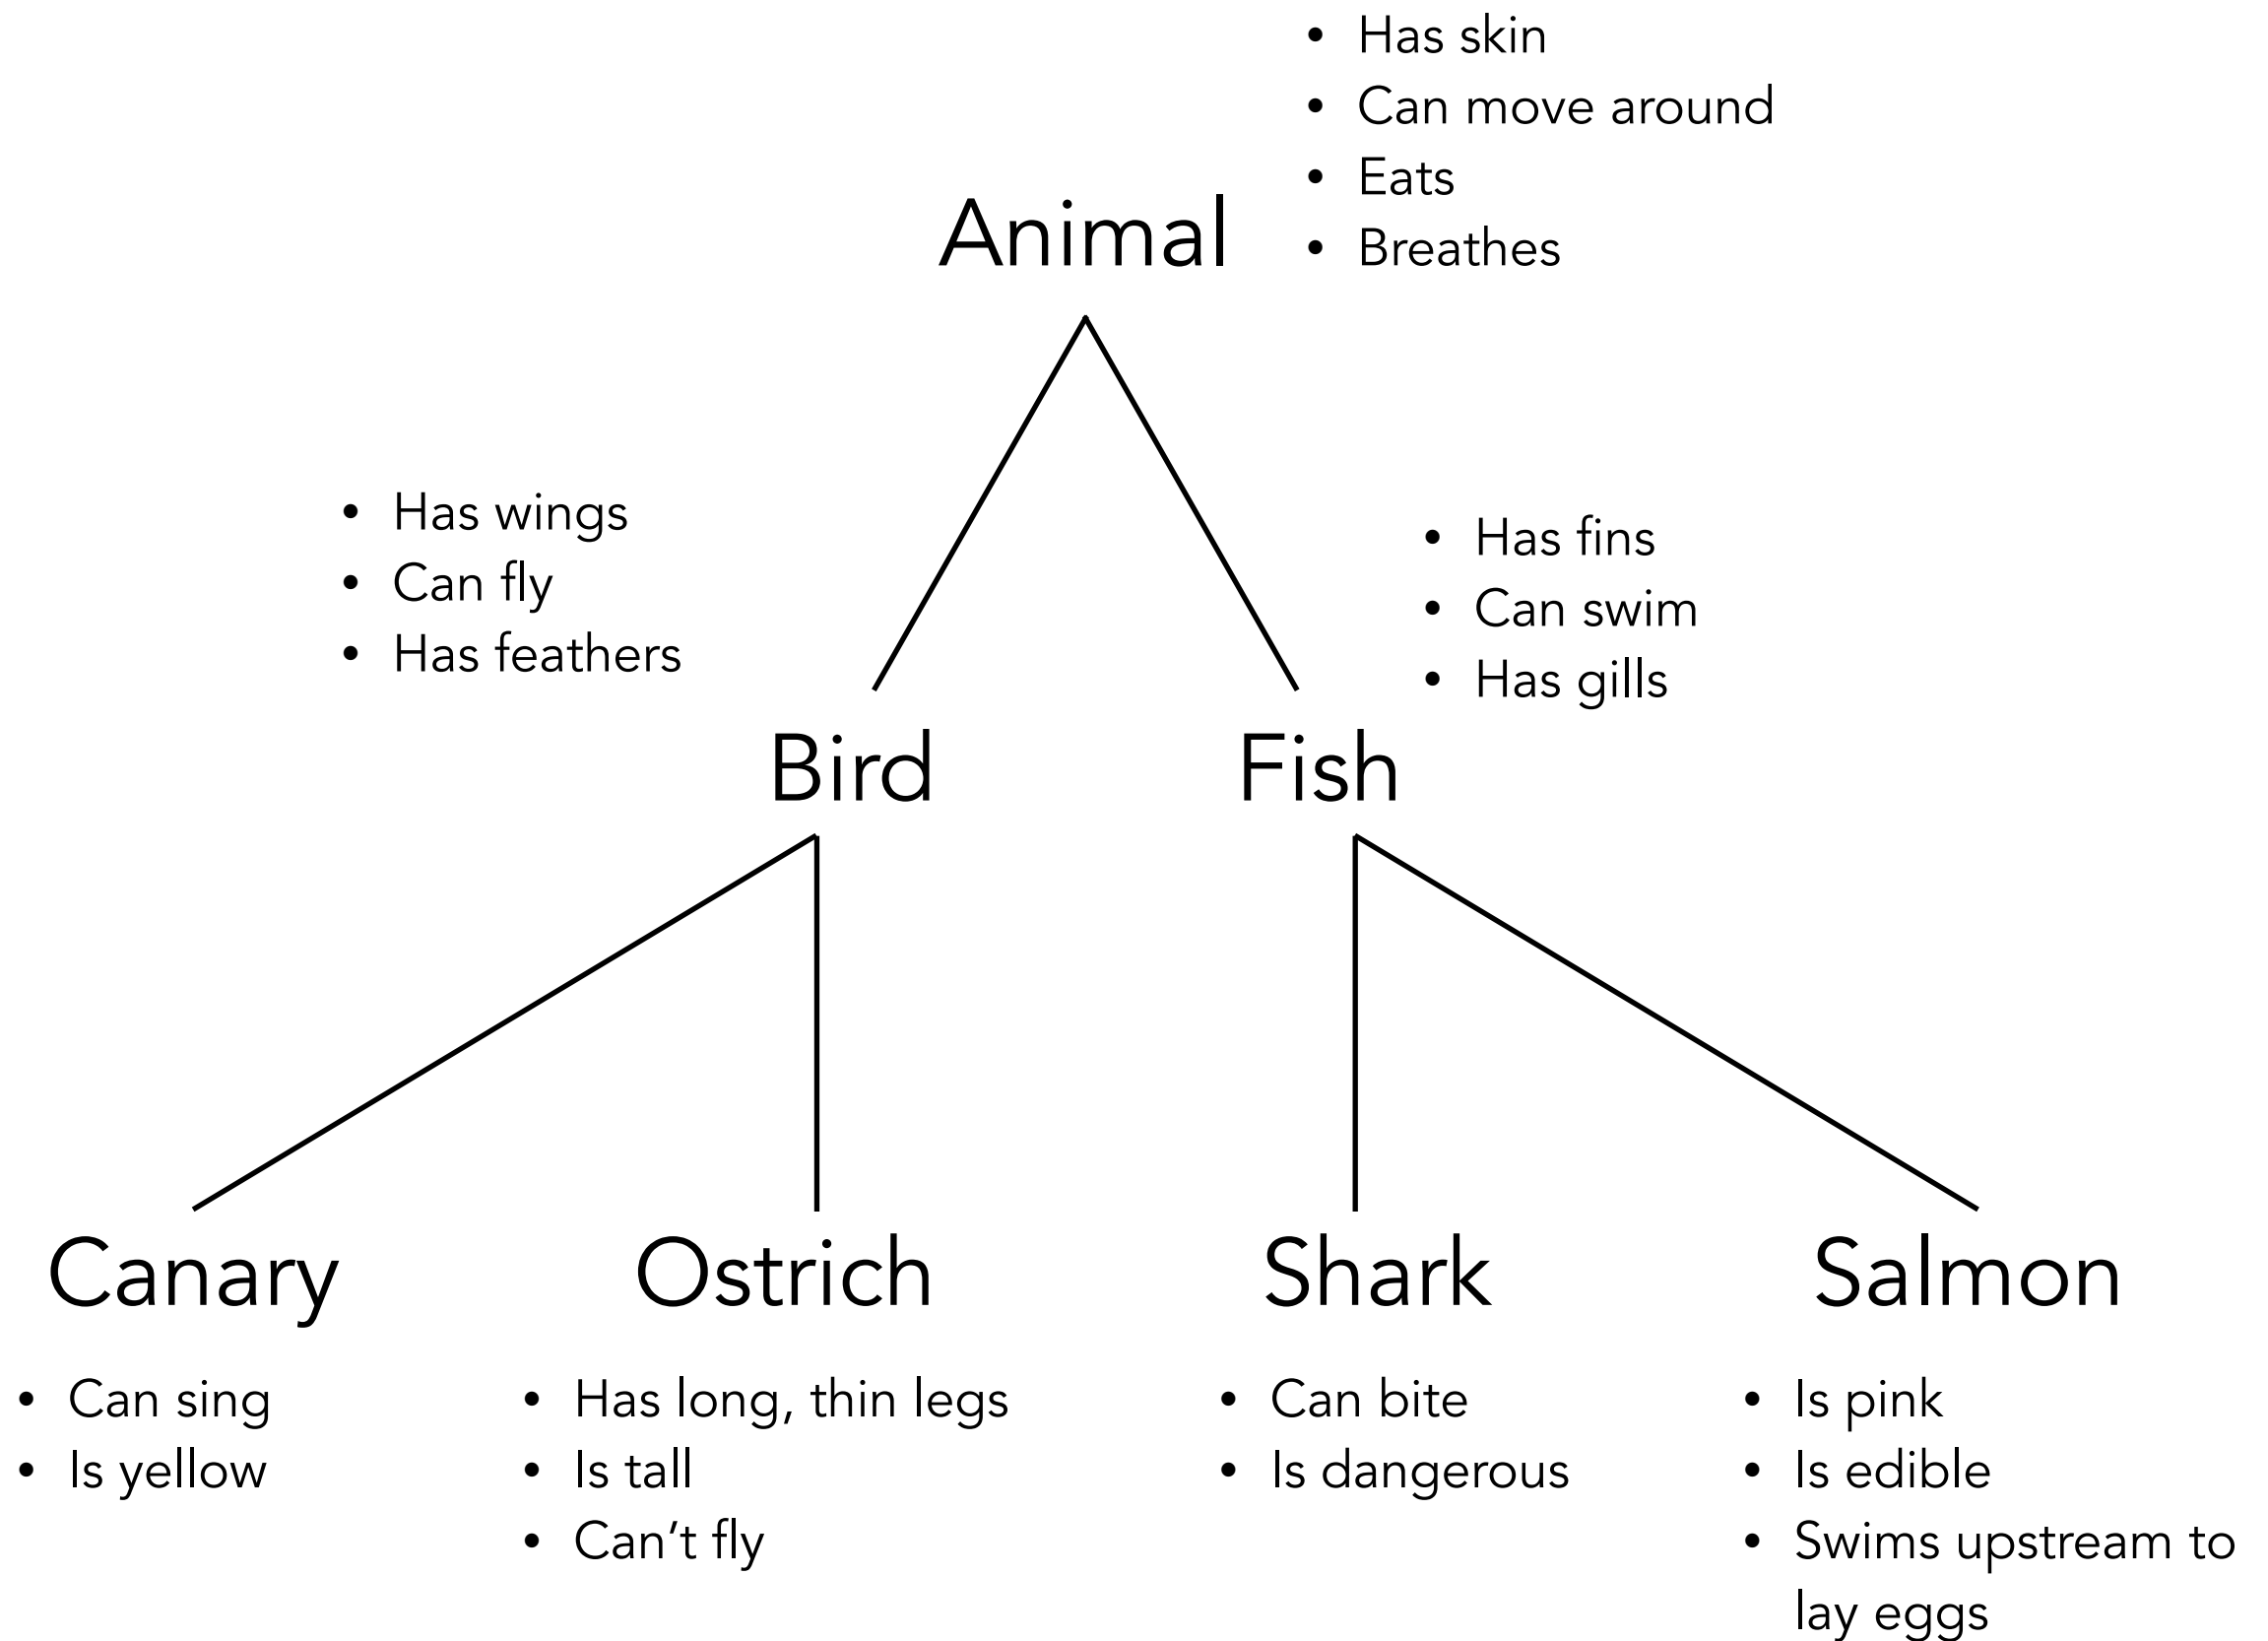 • Has skin
• Can move around
• Eats
• Breathes
Animal
• Has wings
• Can fly
• Has feathers
• Has fins
• Can swim
• Has gills
Bird
Fish
Canary
• Can sing
• Is yellow
Ostrich
• Has long, thin legs
• Is tall
• Can’t fly
Shark
• Can bite
• Is dangerous
Salmon
• Is pink
• Is edible
• Swims upstream to
lay eggs